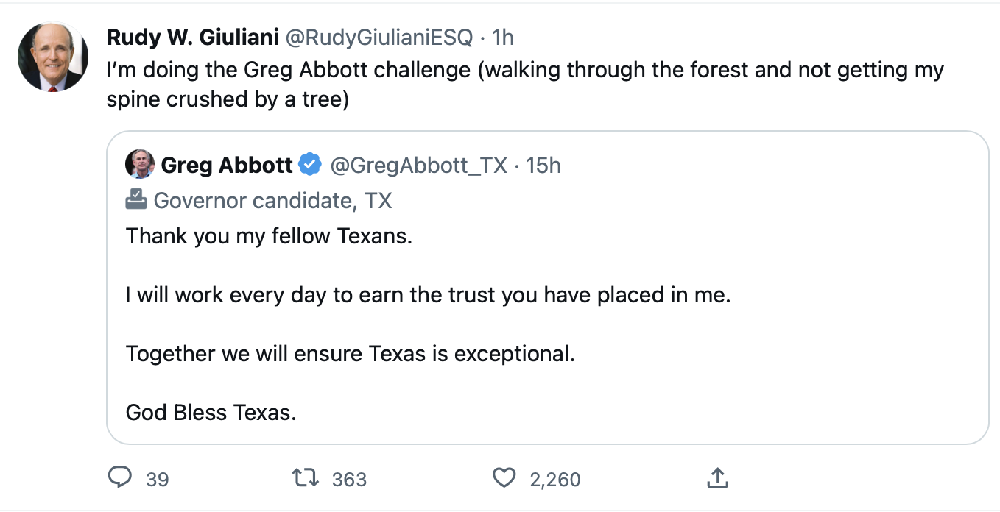 Rudy W. Giuliani @RudyGiulianiESQ · 1h
I’m doing the Greg Abbott challenge (walking through the forest and not getting my
spine crushed by a tree)
Greg Abbott @GregAbbott_TX · 15h
Governor candidate, TX
Thank you my fellow Texans.
I will work every day to earn the trust you have placed in me.
Together we will ensure Texas is exceptional.
God Bless Texas.
39 363 2,260